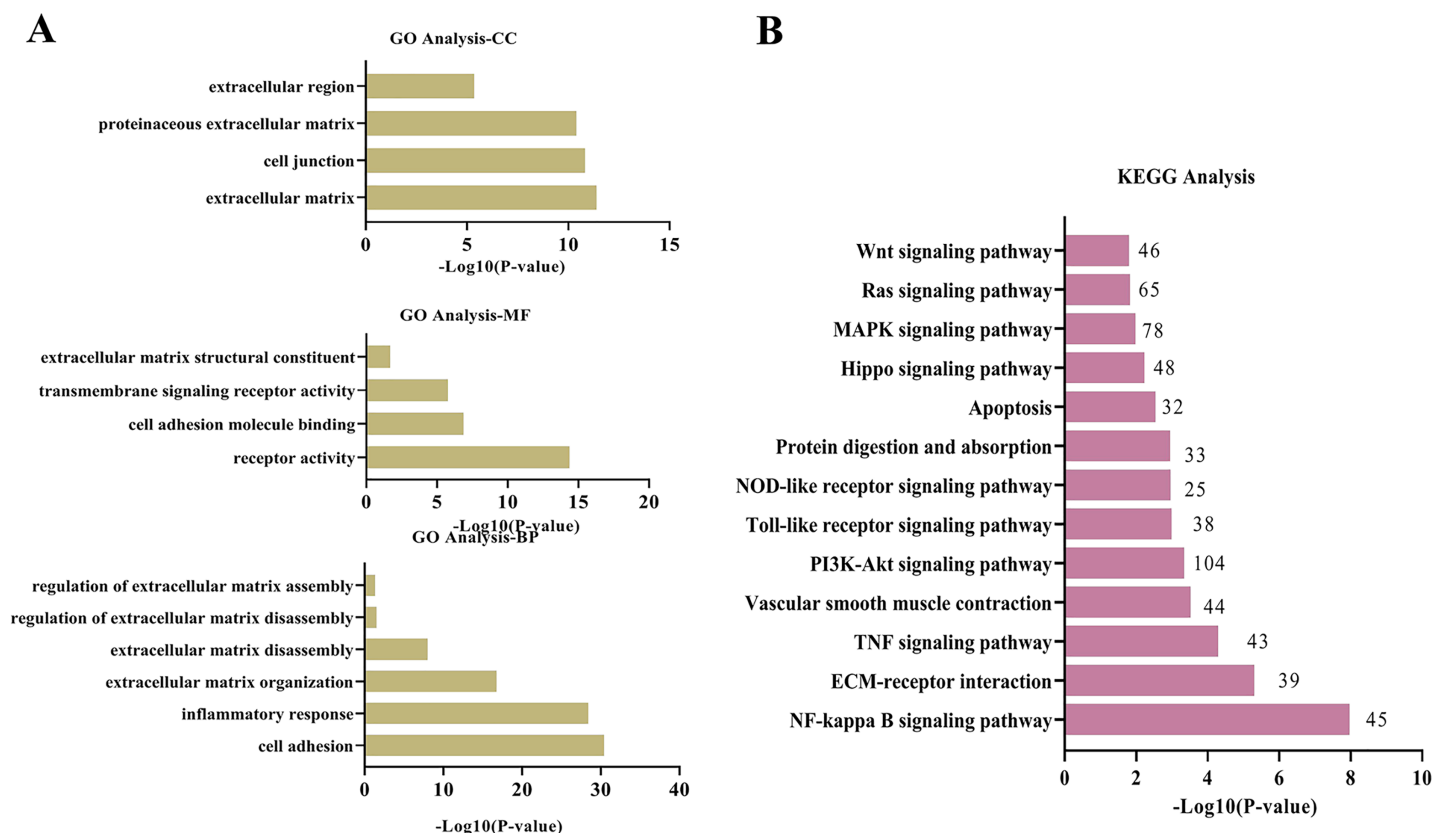 A
GO Analysis-CC
extracellular region
proteinaceous extracellular matrix
cell junction
extracellular matrix
0 5 10 15
-Log10(P-value)
GO Analysis-MF
extracellular matrix structural constituent
transmembrane signaling receptor activity
cell adhesion molecule binding
receptor activity
0 5 10 15 20
-Log10(P-value)
GO Analysis-BP
regulation of extracellular matrix assembly
regulation of extracellular matrix disassembly
extracellular matrix disassembly
extracellular matrix organization
inflammatory response
cell adhesion
0 10 20 30 40
-Log10(P-value)
B
KEGG Analysis
Wnt signaling pathway 46
Ras signaling pathway 65
MAPK signaling pathway 78
Hippo signaling pathway 48
Apoptosis 32
Protein digestion and absorption 33
NOD-like receptor signaling pathway 25
Toll-like receptor signaling pathway 38
PI3K-Akt signaling pathway 104
Vascular smooth muscle contraction 44
TNF signaling pathway 43
ECM-receptor interaction 39
NF-kappa B signaling pathway 45
0 2 4 6 8 10
-Log10(P-value)